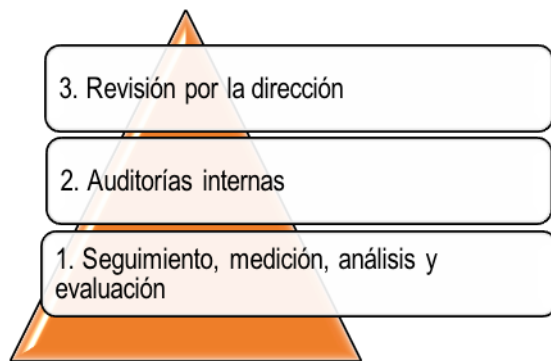 3. Revisión por la dirección
2. Auditorías internas
1. Seguimiento, medición, análisis y
evaluación